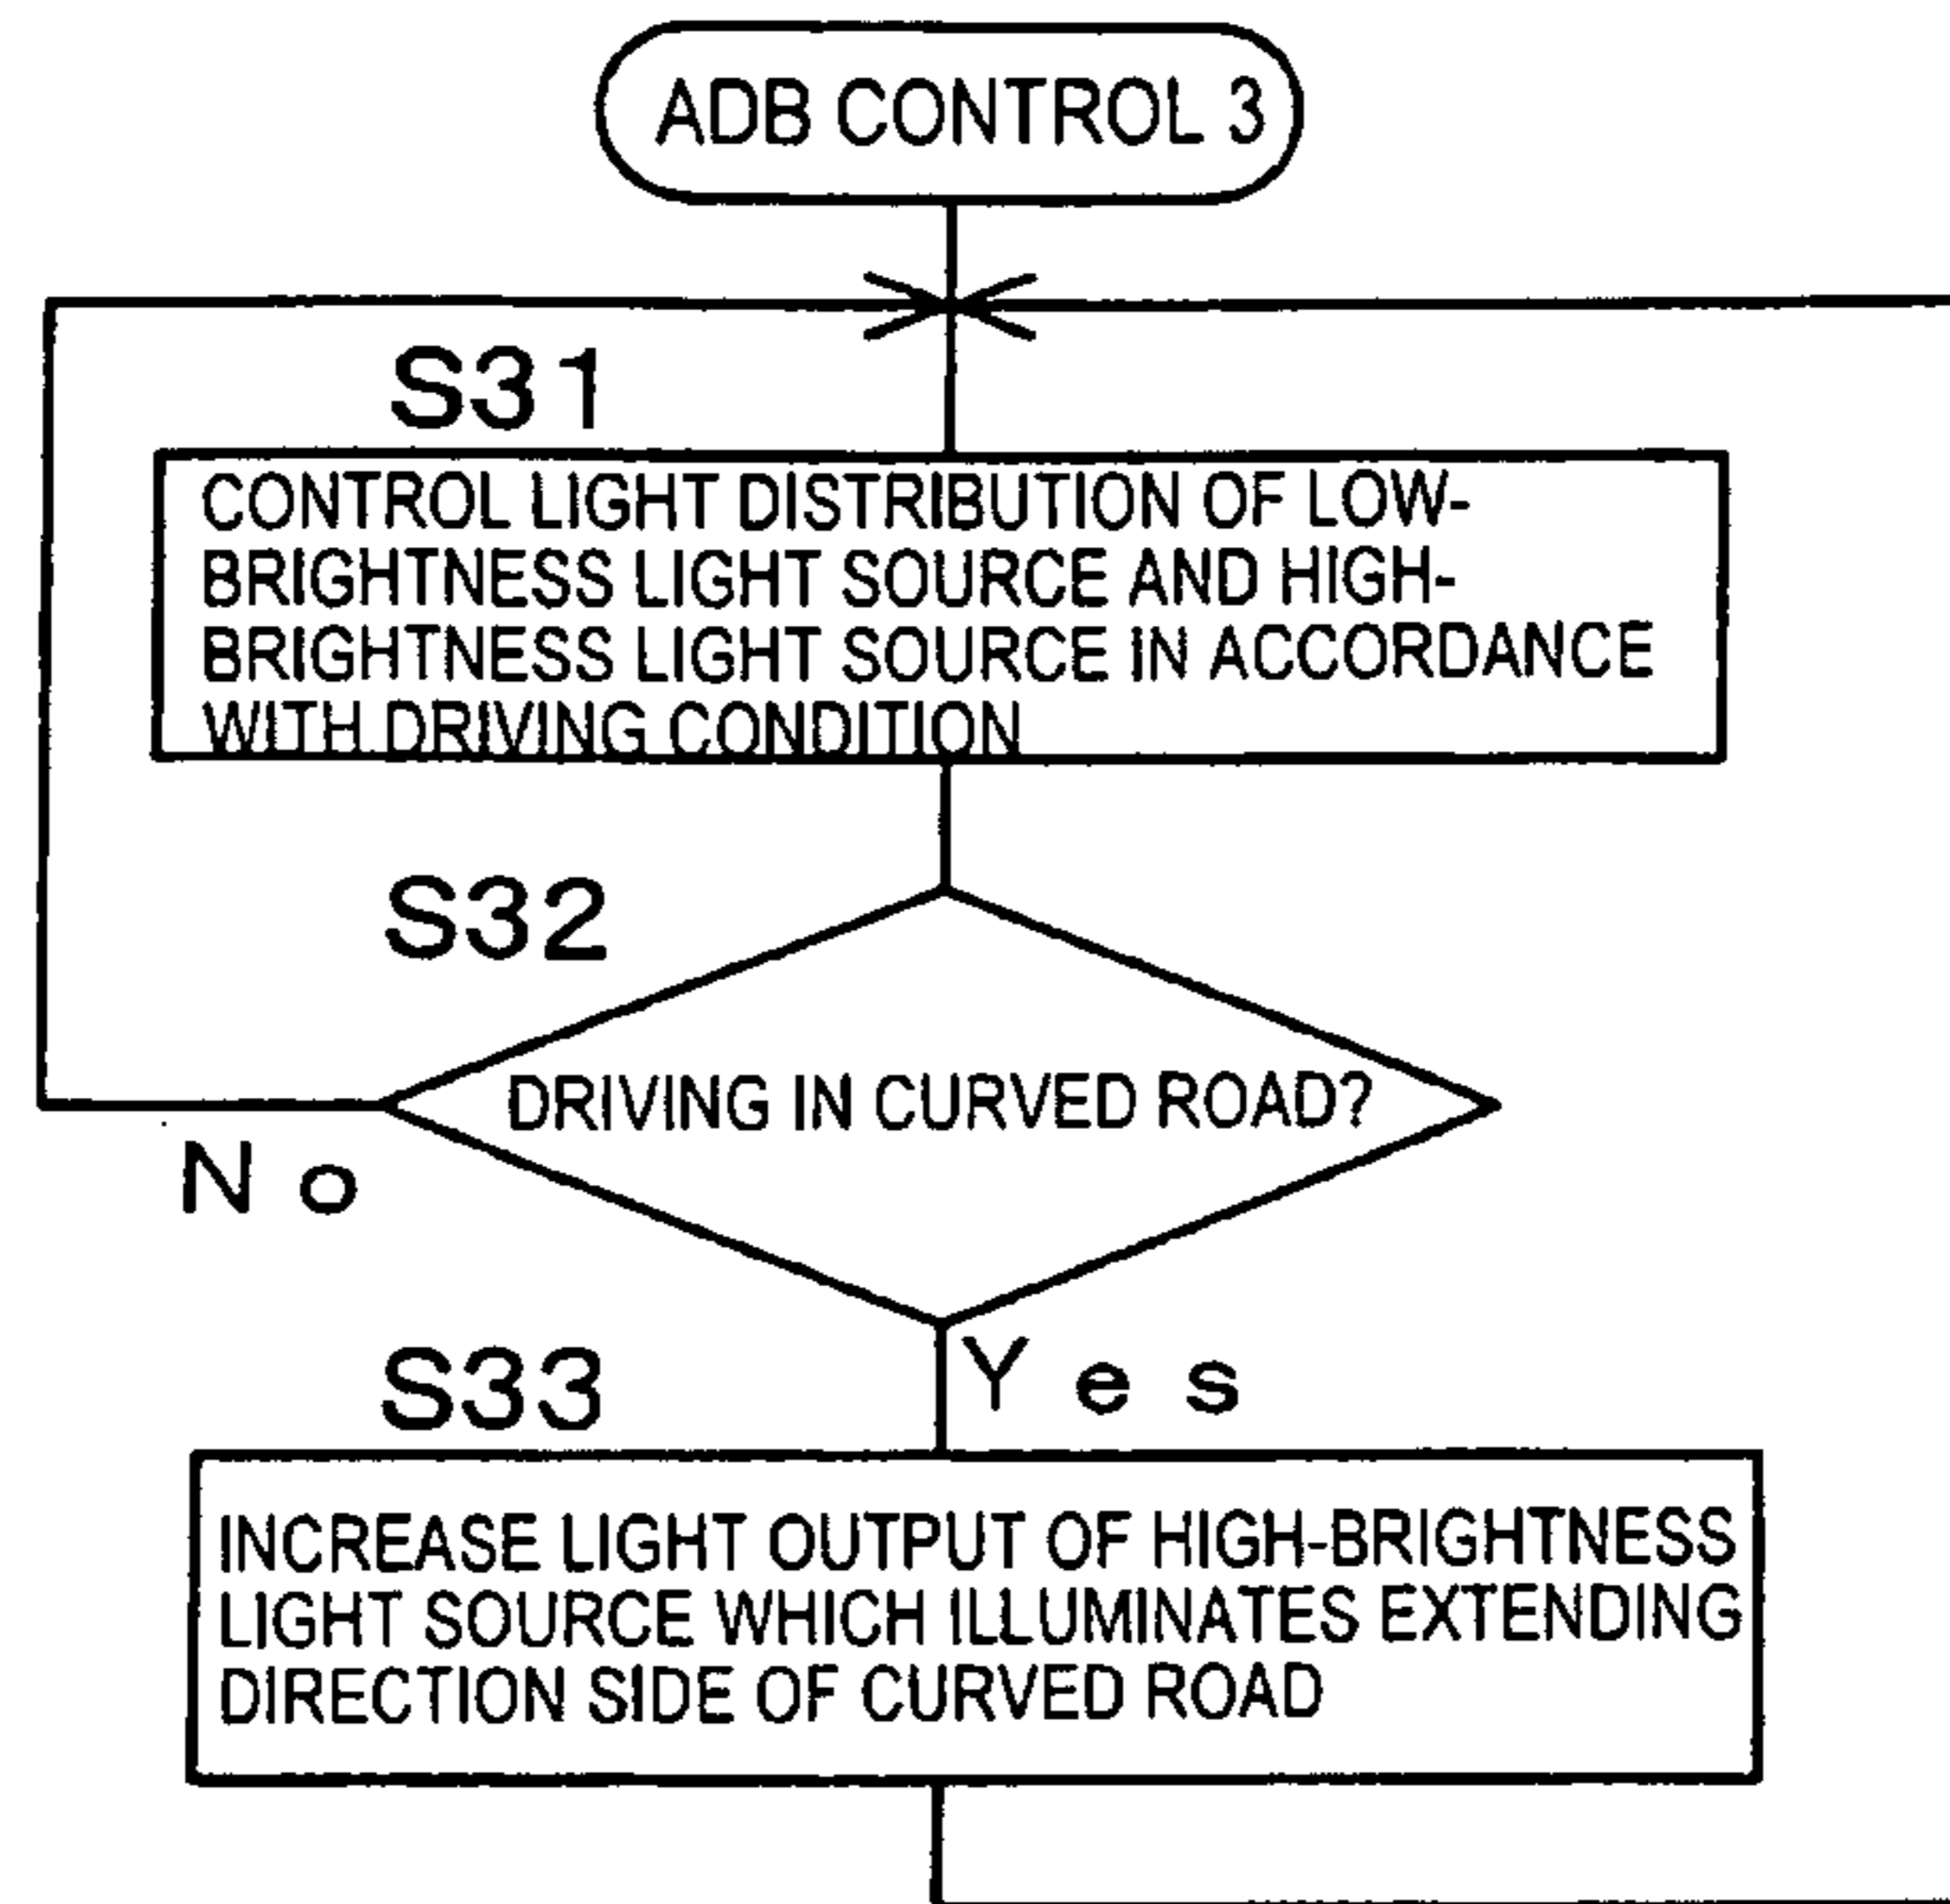 ADB CONTROL 3
S31
CONTROL LIGHT DISTRIBUTION OF LOW-
BRIGHTNESS LIGHT SOURCE AND HIGH-
BRIGHTNESS LIGHT SOURCE IN ACCORDANCE
WITH DRIVING CONDITION
S32
DRIVING IN CURVED ROAD?
No
Yes
S33
INCREASE LIGHT OUTPUT OF HIGH-BRIGHTNESS
LIGHT SOURCE WHICH ILLUMINATES EXTENDING
DIRECTION SIDE OF CURVED ROAD